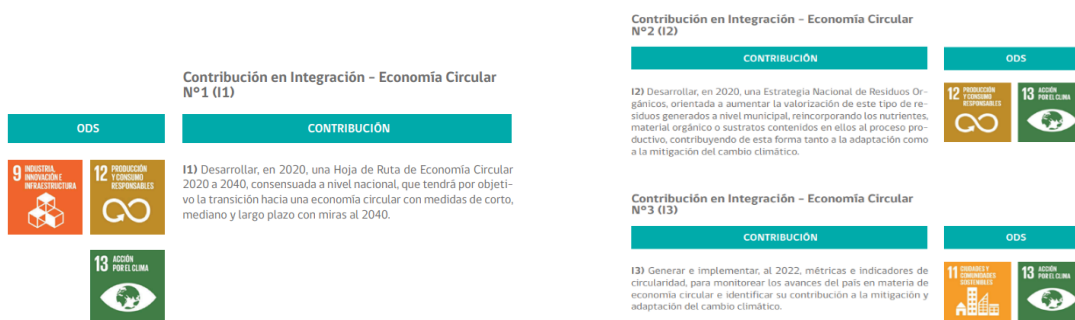 Contribución en Integración – Economía Circular
Nº1 (I1)
ODS
CONTRIBUCIÓN
9 INDUSTRIA,
INNOVACIÓN E
INFRAESTRUCTURA
12 PRODUCCIÓN
Y CONSUMO
RESPONSABLES
13 ACCIÓN
POR EL CLIMA
I1) Desarrollar, en 2020, una Hoja de Ruta de Economía Circular
2020 a 2040, consensuada a nivel nacional, que tendrá por objeti-
vo la transición hacia una economía circular con medidas de corto,
mediano y largo plazo con miras al 2040.
Contribución en Integración – Economía Circular
Nº2 (I2)
CONTRIBUCIÓN
ODS
I2) Desarrollar, en 2020, una Estrategia Nacional de Residuos Or-
gánicos, orientada a aumentar la valorización de este tipo de re-
siduos generados a nivel municipal, reincorporando los nutrientes,
material orgánico o sustratos contenidos en ellos al proceso pro-
ductivo, contribuyendo de esta forma tanto a la adaptación como
a la mitigación del cambio climático.
12 PRODUCCIÓN
Y CONSUMO
RESPONSABLES
13 ACCIÓN
POR EL CLIMA
Contribución en Integración – Economía Circular
Nº3 (I3)
CONTRIBUCIÓN
ODS
I3) Generar e implementar, al 2022, métricas e indicadores de
circularidad, para monitorear los avances del país en materia de
economía circular e identificar su contribución a la mitigación y
adaptación del cambio climático.
11 CIUDADES Y
COMUNIDADES
SOSTENIBLES
13 ACCIÓN
POR EL CLIMA